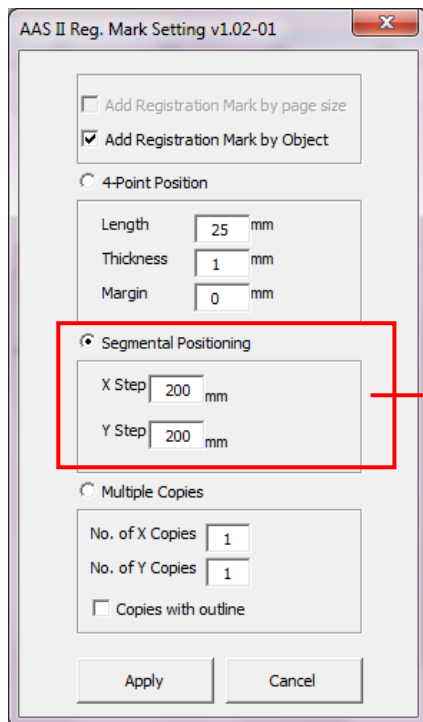 AAS II Reg. Mark Setting v1.02-01
Add Registration Mark by page size
Add Registration Mark by Object
4-Point Position
Length 25 mm
Thickness 1 mm
Margin 0 mm
Segmental Positioning
X Step 200 mm
Y Step 200 mm
Multiple Copies
No. of X Copies 1
No. of Y Copies 1
Copies with outline
Apply Cancel